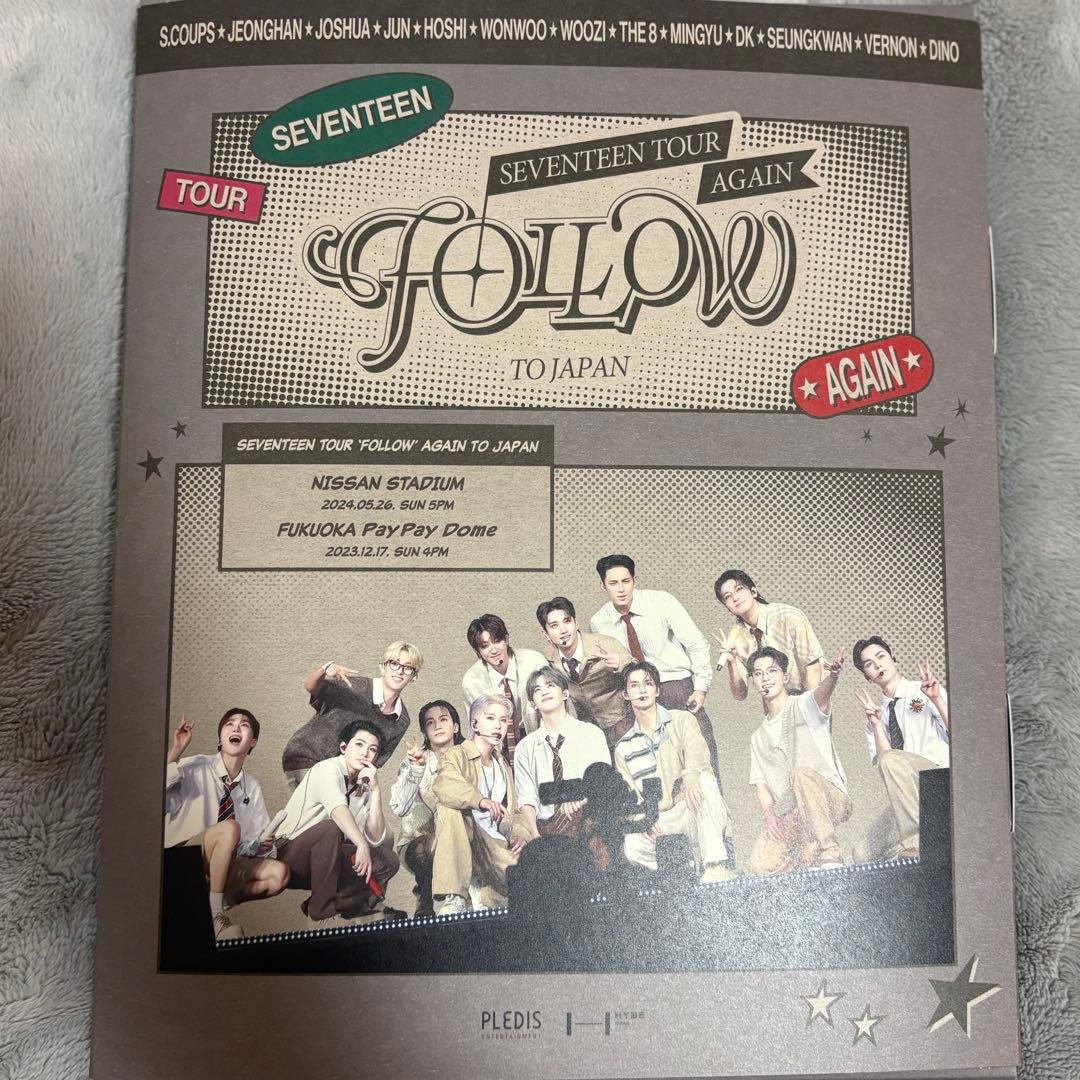 S.COUPS★JEONGHAN★JOSHUA★JUN★HOSHI★WONWOO★WOOZI★THE 8★MINGYU★DK★SEUNGKWAN★VERNON★DINO
SEVENTEEN
TOUR
SEVENTEEN TOUR
AGAIN
FOLLOW
TO JAPAN
★ AGAIN ★
SEVENTEEN TOUR 'FOLLOW' AGAIN TO JAPAN
NISSAN STADIUM
2024.05.26. SUN 5PM
FUKUOKA PayPay Dome
2023.12.17. SUN 4PM
PLEDIS
ENTERTAINMENT
HYBE